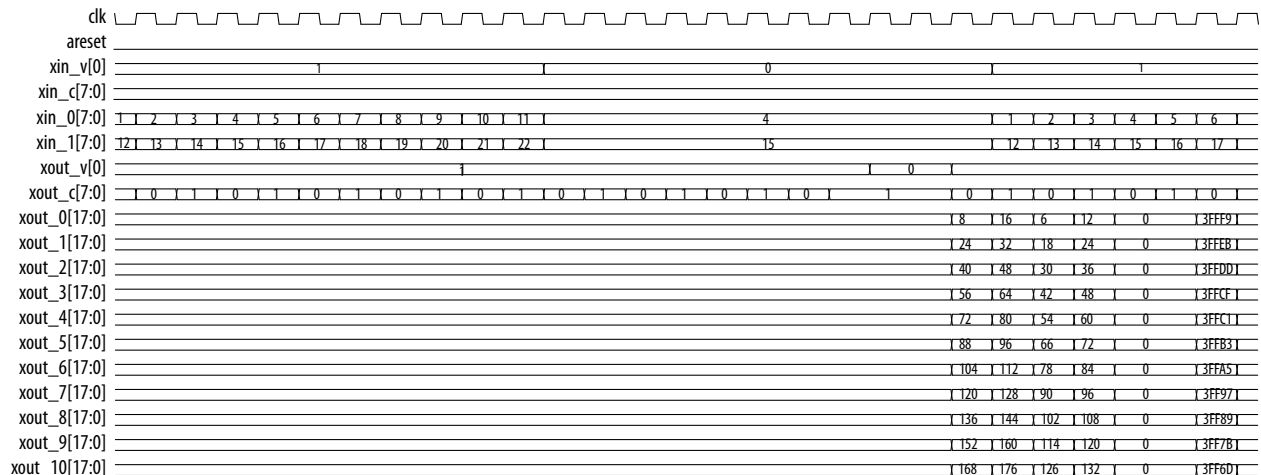 clk
areset
xin_v[0] 1 0 1
xin_c[7:0]
xin_0[7:0] 1 2 3 4 5 6 7 8 9 10 11 4 1 2 3 4 5 6
xin_1[7:0] 12 13 14 15 16 17 18 19 20 21 22 15 12 13 14 15 16 17
xout_v[0] 1 0
xout_c[7:0] 0 1 0 1 0 1 0 1 0 1 0 1 0 1 0 1 0 1 0 1 0 1 0
xout_0[17:0] 8 16 6 12 0 3FFF9
xout_1[17:0] 24 32 18 24 0 3FFEB
xout_2[17:0] 40 48 30 36 0 3FFDD
xout_3[17:0] 56 64 42 48 0 3FFCF
xout_4[17:0] 72 80 54 60 0 3FFC1
xout_5[17:0] 88 96 66 72 0 3FFB3
xout_6[17:0] 104 112 78 84 0 3FFA5
xout_7[17:0] 120 128 90 96 0 3FF97
xout_8[17:0] 136 144 102 108 0 3FF89
xout_9[17:0] 152 160 114 120 0 3FF7B
xout_10[17:0] 168 176 126 132 0 3FF6D